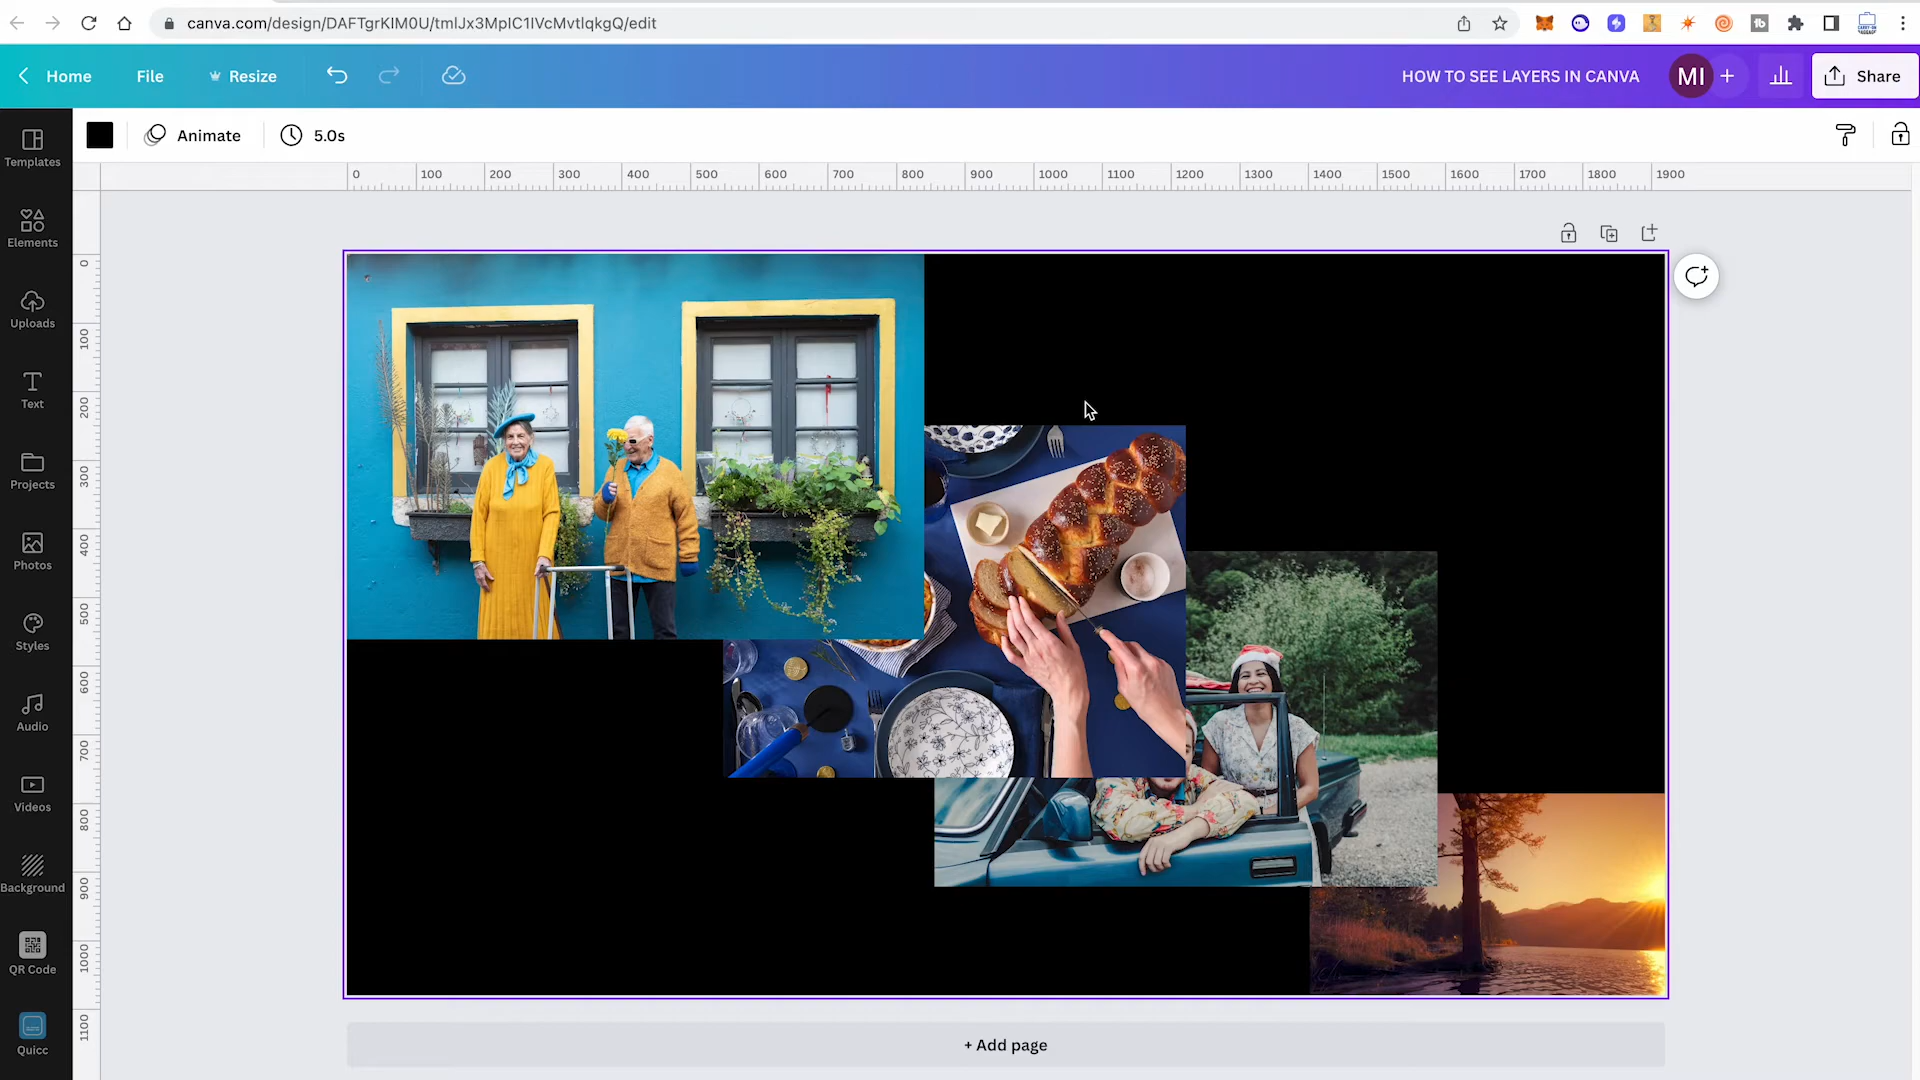 canva.com/design/DAFTgrKIM0U/tmIJx3MpIC1IVcMvtlqkgQ/edit
Home
File
Resize
HOW TO SEE LAYERS IN CANVA
MI
+
Share
Animate
5.0s
Templates
Elements
Uploads
Text
Projects
Photos
Styles
Audio
Videos
Background
QR Code
Quicc
0 100 200 300 400 500 600 700 800 900 1000 1100 1200 1300 1400 1500 1600 1700 1800 1900
0
100
200
300
400
500
600
700
800
900
1000
1100
+ Add page